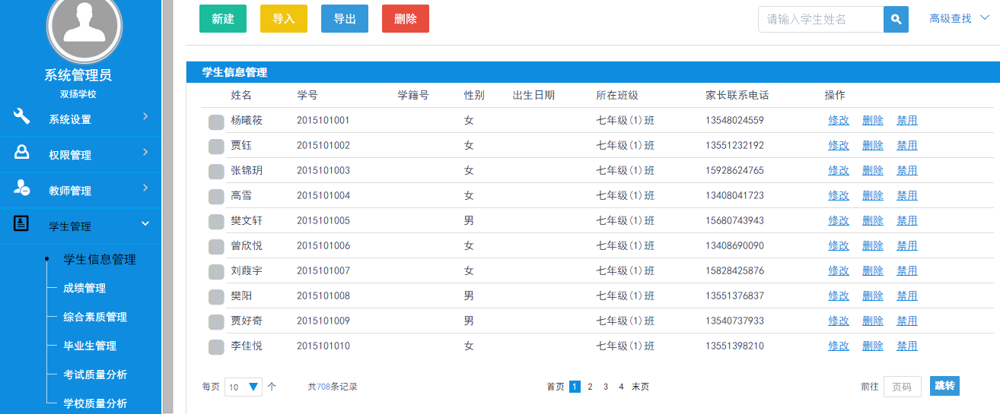 系统管理员
双扬学校
系统设置
权限管理
教师管理
学生管理
学生信息管理
成绩管理
综合素质管理
毕业生管理
考试质量分析
学校质量分析
新建 导入 导出 删除 请输入学生姓名 高级查找
学生信息管理
姓名 学号 学籍号 性别 出生日期 所在班级 家长联系电话 操作
杨曦筱 2015101001 女 七年级(1)班 13548024559 修改 删除 禁用
贾钰 2015101002 女 七年级(1)班 13551232192 修改 删除 禁用
张锦玥 2015101003 女 七年级(1)班 15928624765 修改 删除 禁用
高雪 2015101004 女 七年级(1)班 13408041723 修改 删除 禁用
樊文轩 2015101005 男 七年级(1)班 15680743943 修改 删除 禁用
曾欣悦 2015101006 女 七年级(1)班 13408690090 修改 删除 禁用
刘葭宇 2015101007 女 七年级(1)班 15828425876 修改 删除 禁用
樊阳 2015101008 男 七年级(1)班 13551376837 修改 删除 禁用
贾好奇 2015101009 男 七年级(1)班 13540737933 修改 删除 禁用
李佳悦 2015101010 女 七年级(1)班 13551398210 修改 删除 禁用
每页 10 个 共708条记录 首页 1 2 3 4 末页 前往 页码 跳转